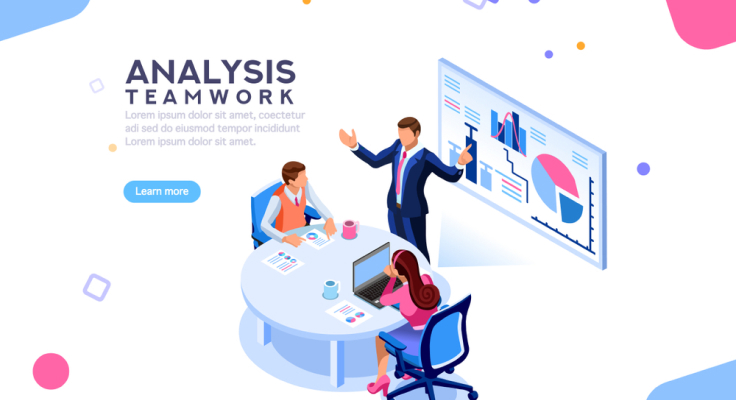 ANALYSIS
TEAMWORK
Lorem ipsum dolor sit amet, coectetur
adi sed do eiusmod tempor incididunt
Lorem ipsum dolor sit amet.
Learn more